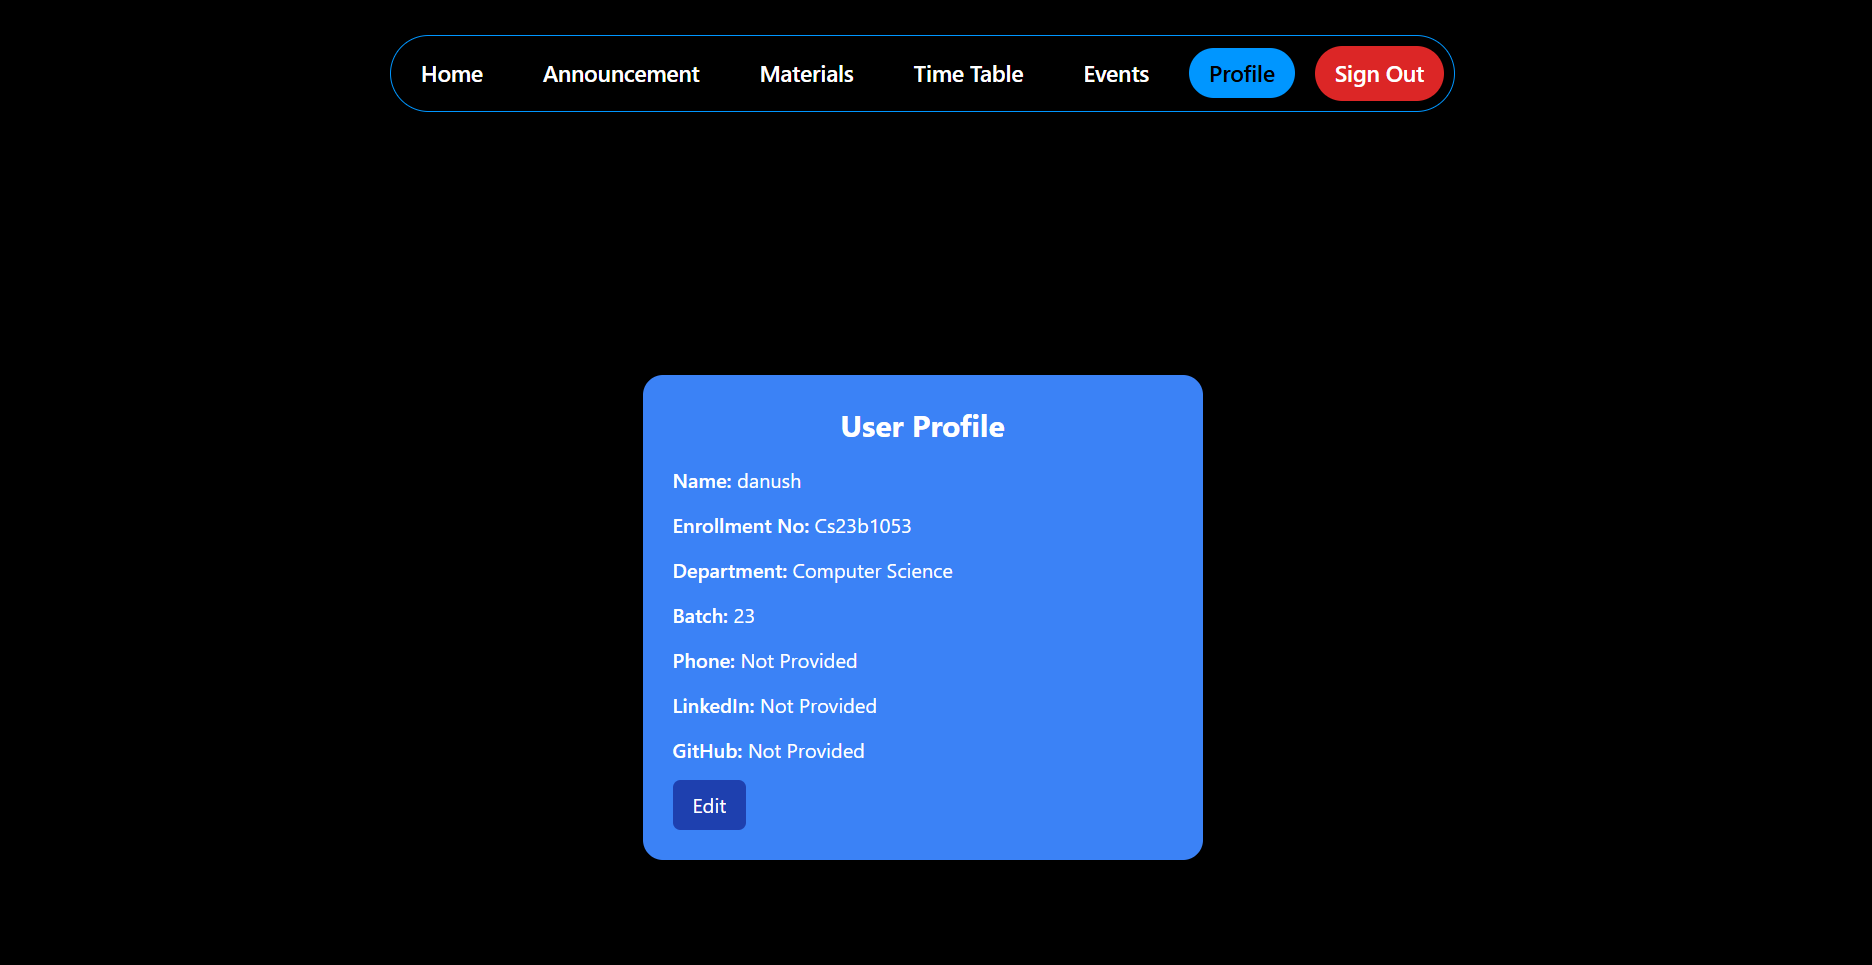 Home Announcement Materials Time Table Events Profile Sign Out
User Profile
Name: danush
Enrollment No: Cs23b1053
Department: Computer Science
Batch: 23
Phone: Not Provided
LinkedIn: Not Provided
GitHub: Not Provided
Edit